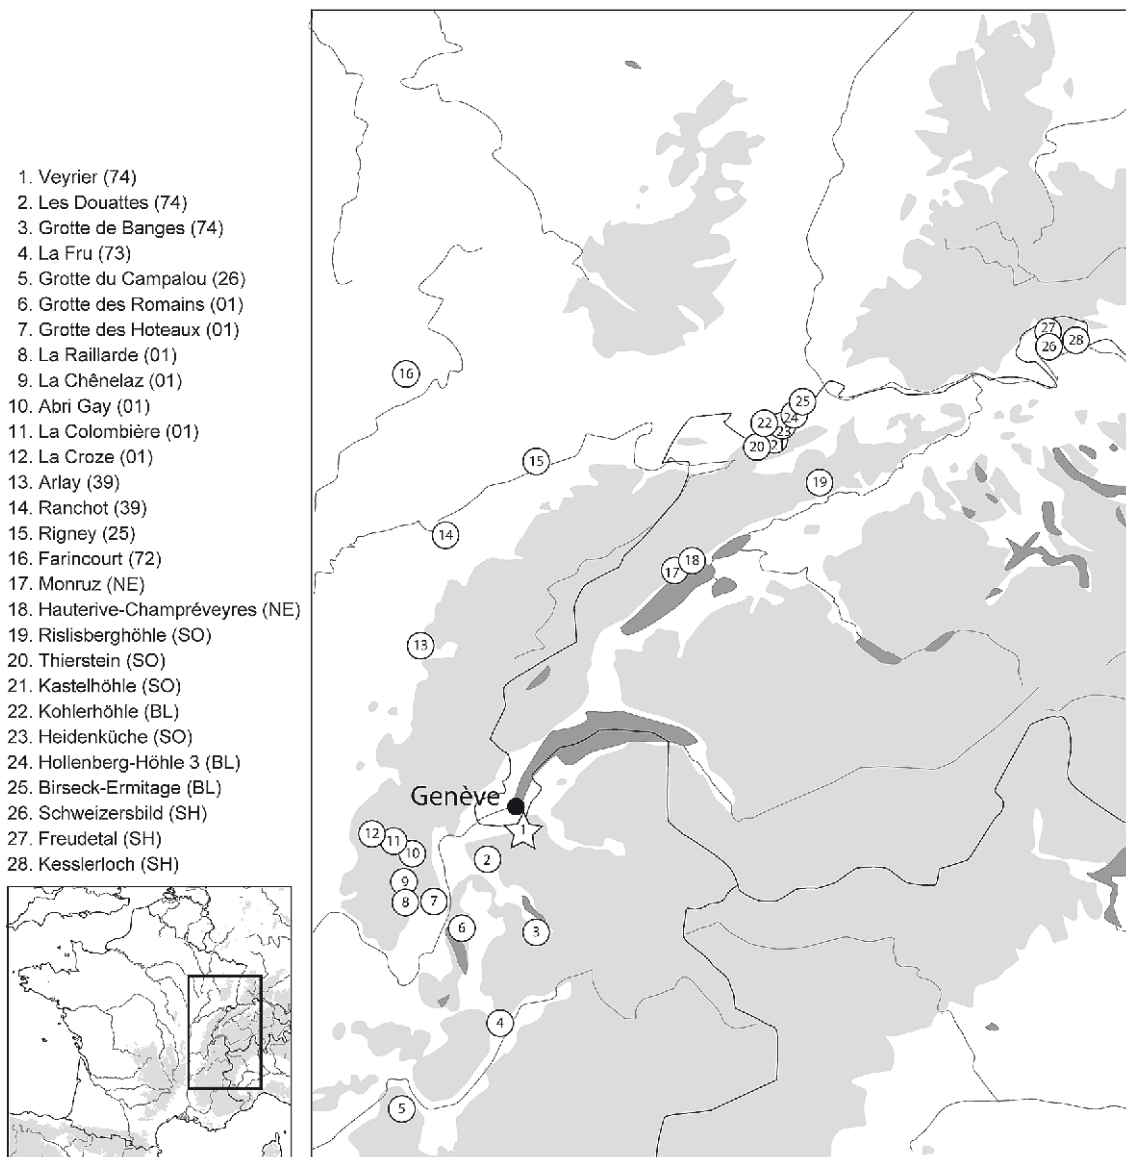 1. Veyrier (74)
2. Les Douattes (74)
3. Grotte de Banges (74)
4. La Fru (73)
5. Grotte du Campalou (26)
6. Grotte des Romains (01)
7. Grotte des Hoteaux (01)
8. La Raillarde (01)
9. La Chênelaz (01)
10. Abri Gay (01)
11. La Colombière (01)
12. La Croze (01)
13. Arlay (39)
14. Ranchot (39)
15. Rigney (25)
16. Farincourt (72)
17. Monruz (NE)
18. Hauterive-Champréveyres (NE)
19. Rislisberghöhle (SO)
20. Thierstein (SO)
21. Kastelhöhle (SO)
22. Kohlerhöhle (BL)
23. Heidenküche (SO)
24. Hollenberg-Höhle 3 (BL)
25. Birseck-Ermitage (BL)
26. Schweizersbild (SH)
27. Freudetal (SH)
28. Kesslerloch (SH)
27
28
26
16
25
24
22
23
20
21
15
19
14
18
17
13
Genève
1
12
11
10
2
9
8
7
6
3
4
5